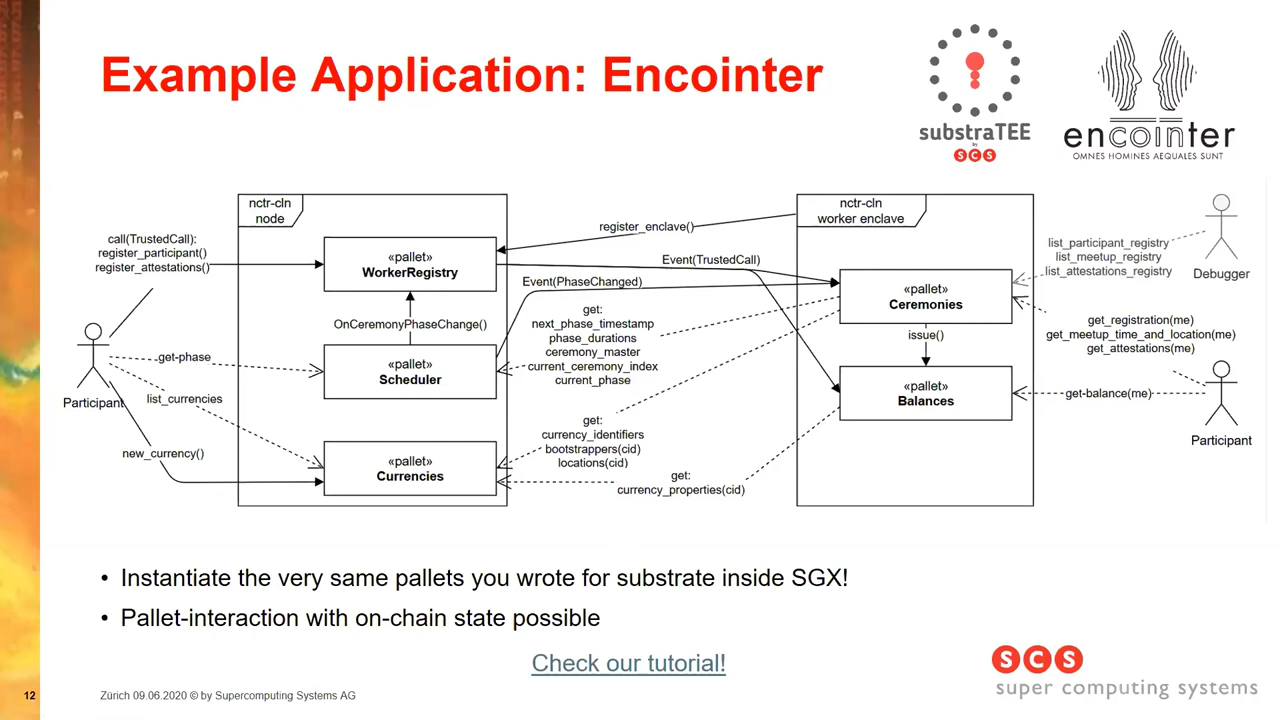 Example Application: Encointer
substraTEE
by
SCS
encointer
OMNES HOMINES AEQUALES SUNT
nctr-cln
node
nctr-cln
worker enclave
call(TrustedCall):
register_participant()
register_attestations()
«pallet»
WorkerRegistry
register_enclave()
Event(TrustedCall)
Event(PhaseChanged)
list_participant_registry
list_meetup_registry
list_attestations_registry
Debugger
«pallet»
Ceremonies
OnCeremonyPhaseChange()
get:
next_phase_timestamp
phase_durations
ceremony_master
current_ceremony_index
current_phase
issue()
get_registration(me)
get_meetup_time_and_location(me)
get_attestations(me)
get-phase
«pallet»
Scheduler
«pallet»
Balances
get-balance(me)
Participant
list_currencies
Participant
new_currency()
«pallet»
Currencies
get:
currency_identifiers
bootstrappers(cid)
locations(cid)
get:
currency_properties(cid)
• Instantiate the very same pallets you wrote for substrate inside SGX!
• Pallet-interaction with on-chain state possible
Check our tutorial!
SCS
super computing systems
12
Zürich 09.06.2020 © by Supercomputing Systems AG